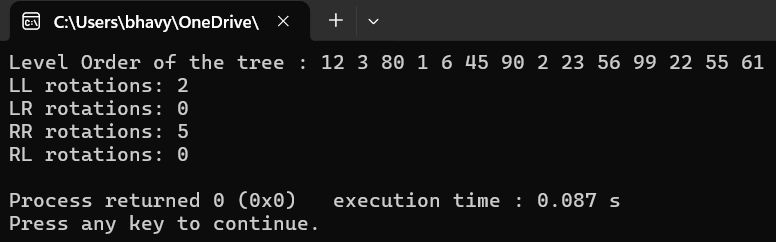 C:\Users\bhavy\OneDrive\
Level Order of the tree : 12 3 80 1 6 45 90 2 23 56 99 22 55 61
LL rotations: 2
LR rotations: 0
RR rotations: 5
RL rotations: 0
Process returned 0 (0x0)   execution time : 0.087 s
Press any key to continue.